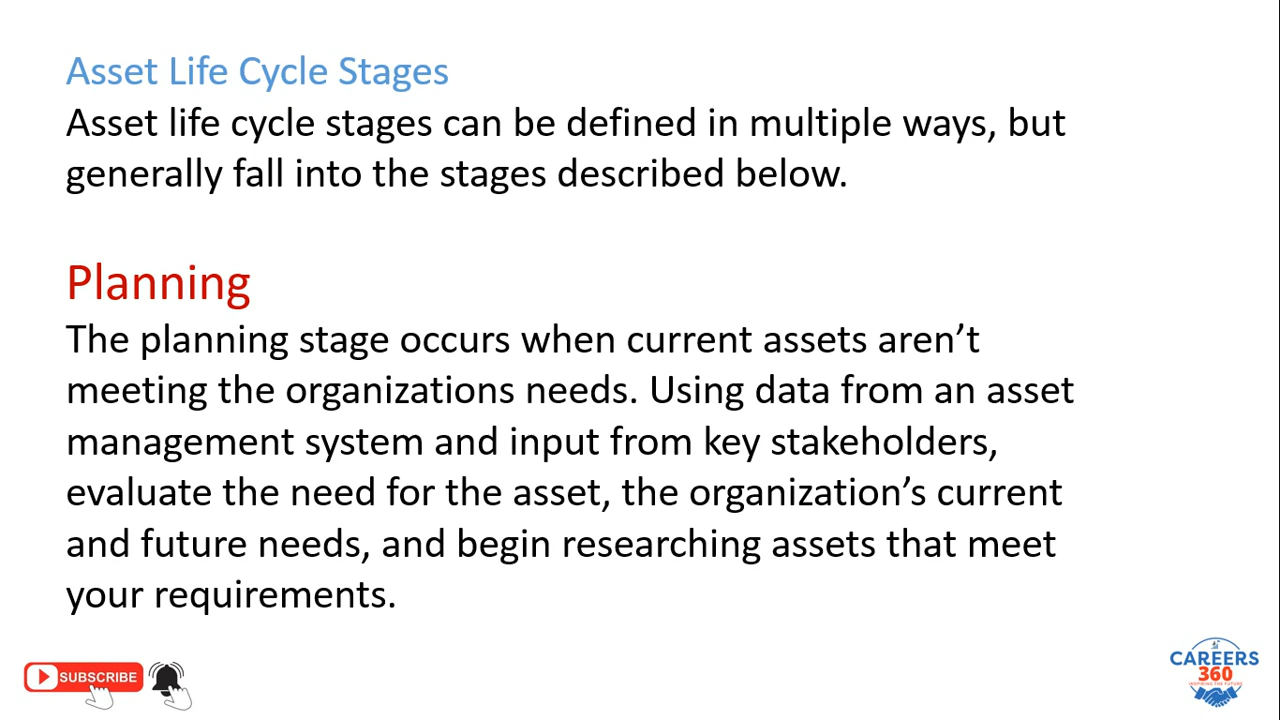 Asset Life Cycle Stages
Asset life cycle stages can be defined in multiple ways, but
generally fall into the stages described below.
Planning
The planning stage occurs when current assets aren’t
meeting the organizations needs. Using data from an asset
management system and input from key stakeholders,
evaluate the need for the asset, the organization’s current
and future needs, and begin researching assets that meet
your requirements.
SUBSCRIBE
CAREERS
360
INSPIRING THE FUTURE